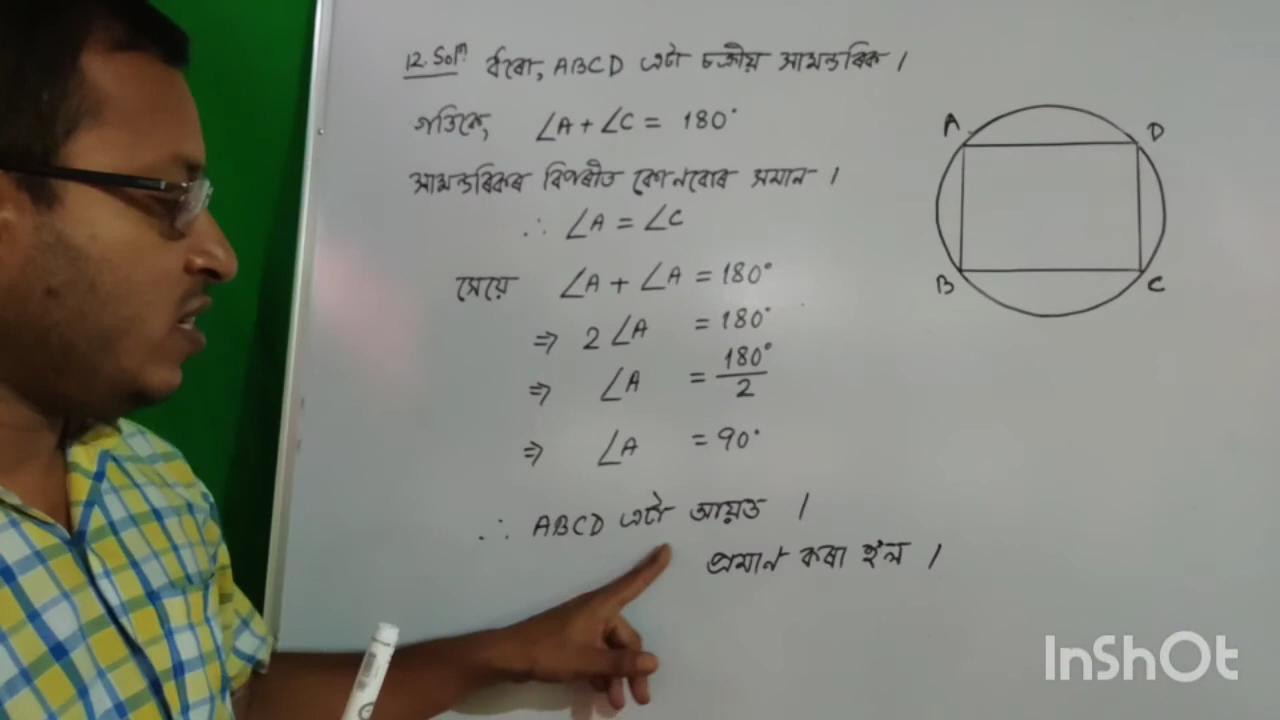 12. Solⁿ. ধৰো, ABCD এটা চক্ৰীয় সামন্তৰিক ।
গতিকে, ∠A + ∠C = 180°
সামন্তৰিকৰ বিপৰীত কোনবোৰ সমান ।
∴ ∠A = ∠C
সেয়ে ∠A + ∠A = 180°
⇒ 2 ∠A = 180°
⇒ ∠A = 180°/2
⇒ ∠A = 90°
∴ ABCD এটা আয়ত ।
প্ৰমান কৰা হ'ল ।
A D
B C
InShOt